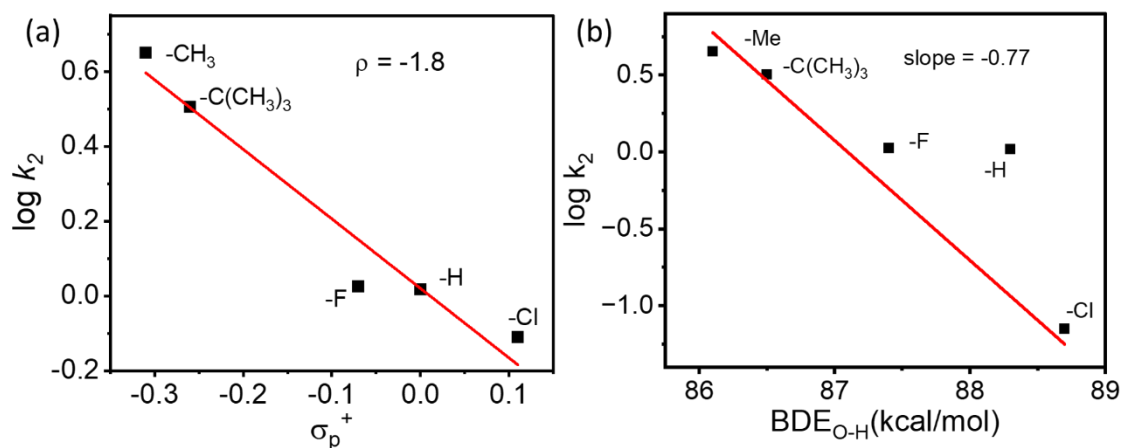 (a)
-CH₃
ρ = -1.8
-C(CH₃)₃
-F
-H
-Cl
log k₂
0.6
0.4
0.2
0.0
-0.2
-0.3
-0.2
-0.1
0.0
0.1
σₚ⁺
(b)
-Me
slope = -0.77
-C(CH₃)₃
-F
-H
-Cl
log k₂
0.5
0.0
−0.5
−1.0
86
87
88
89
BDE_O-H(kcal/mol)